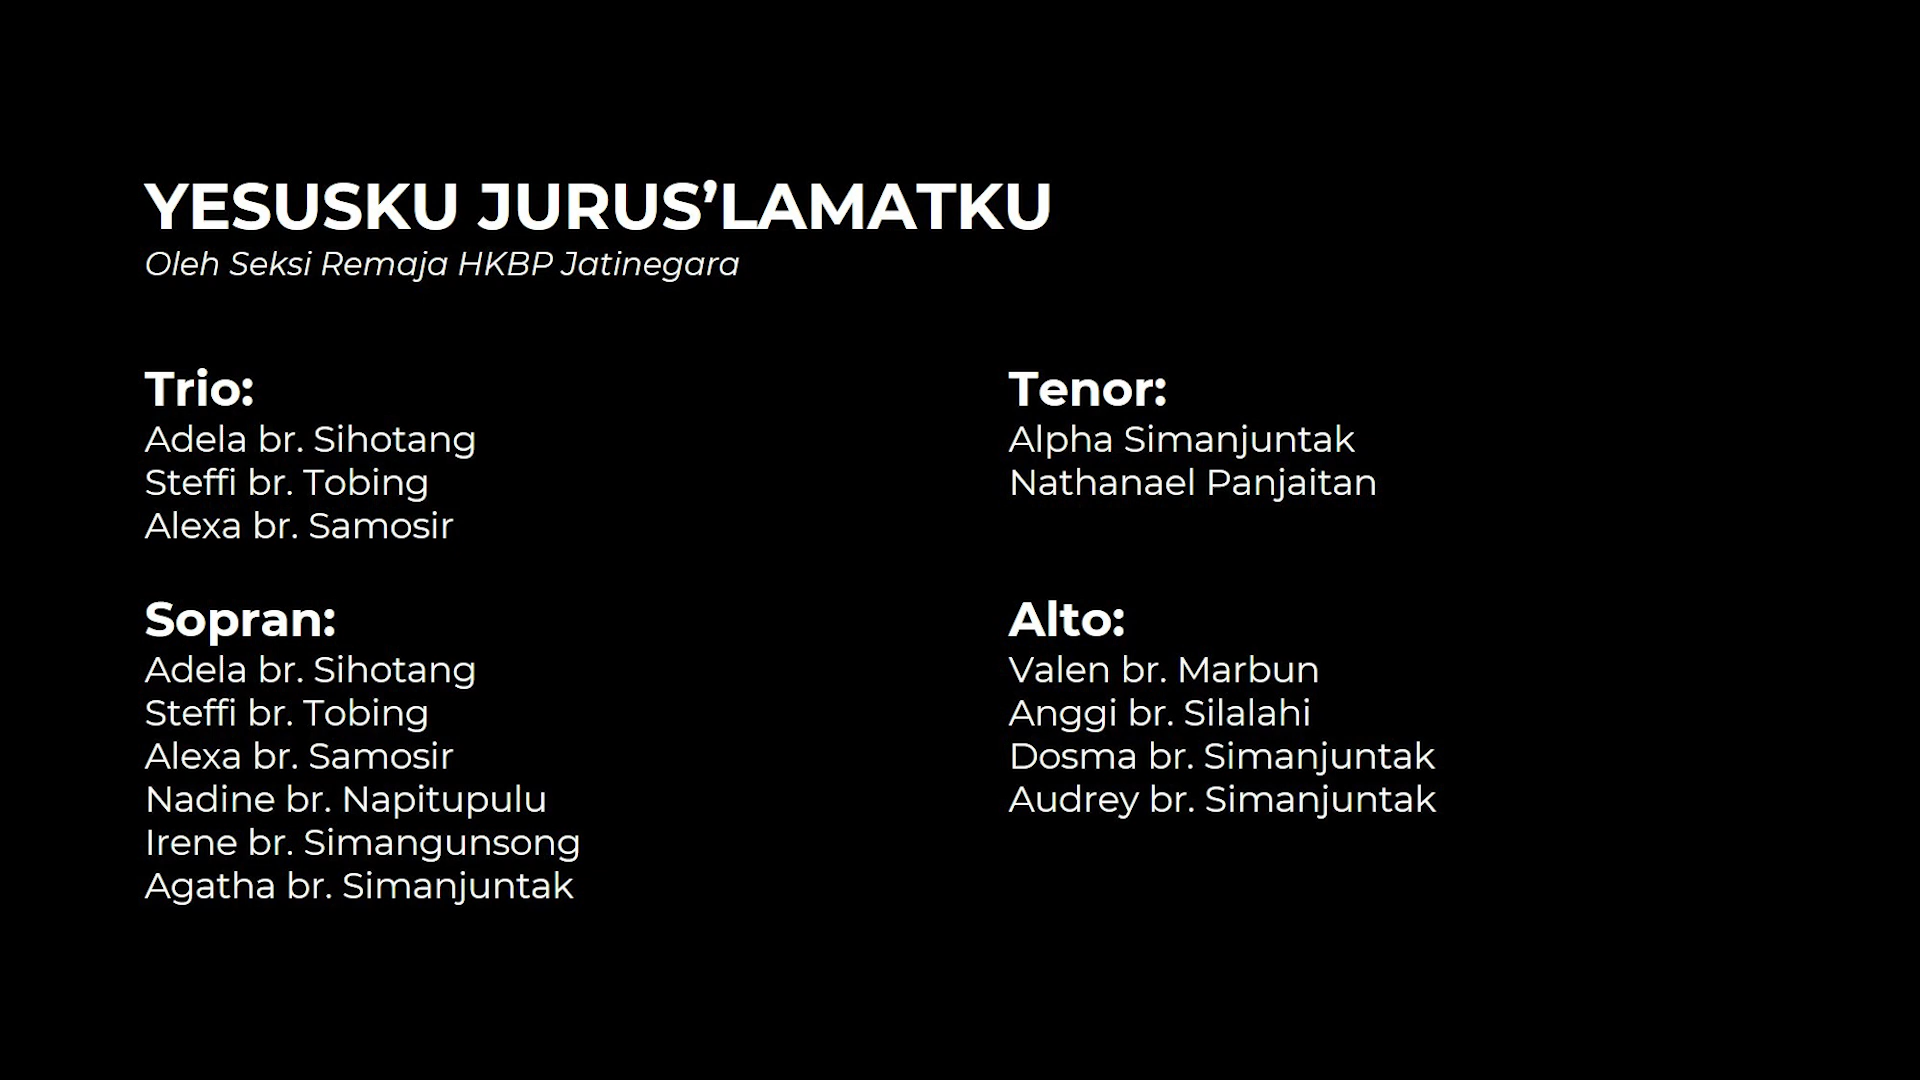 YESUSKU JURUS’LAMATKU
Oleh Seksi Remaja HKBP Jatinegara
Trio:
Adela br. Sihotang
Steffi br. Tobing
Alexa br. Samosir
Tenor:
Alpha Simanjuntak
Nathanael Panjaitan
Sopran:
Adela br. Sihotang
Steffi br. Tobing
Alexa br. Samosir
Nadine br. Napitupulu
Irene br. Simangunsong
Agatha br. Simanjuntak
Alto:
Valen br. Marbun
Anggi br. Silalahi
Dosma br. Simanjuntak
Audrey br. Simanjuntak